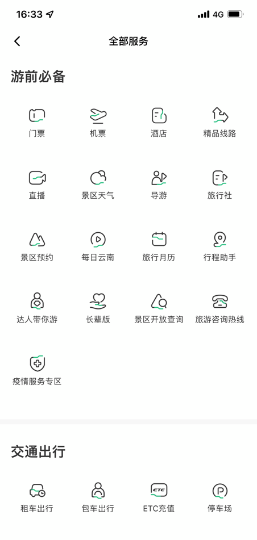 16:33
4G
全部服务
游前必备
门票
机票
酒店
精品线路
直播
景区天气
导游
旅行社
景区预约
每日云南
旅行月历
行程助手
达人带你游
长辈版
景区开放查询
旅游咨询热线
疫情服务专区
交通出行
ETC
租车出行
包车出行
ETC充值
停车场